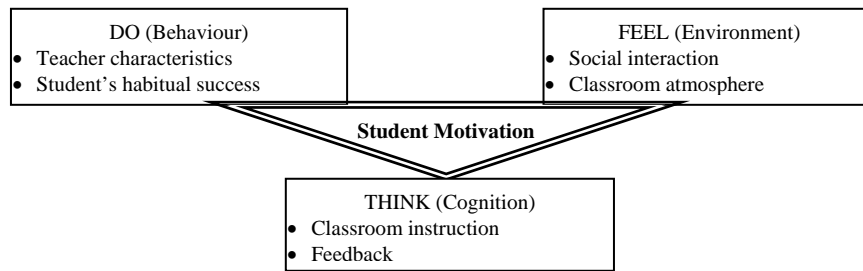 DO (Behaviour)
• Teacher characteristics
• Student’s habitual success
FEEL (Environment)
• Social interaction
• Classroom atmosphere
Student Motivation
THINK (Cognition)
• Classroom instruction
• Feedback